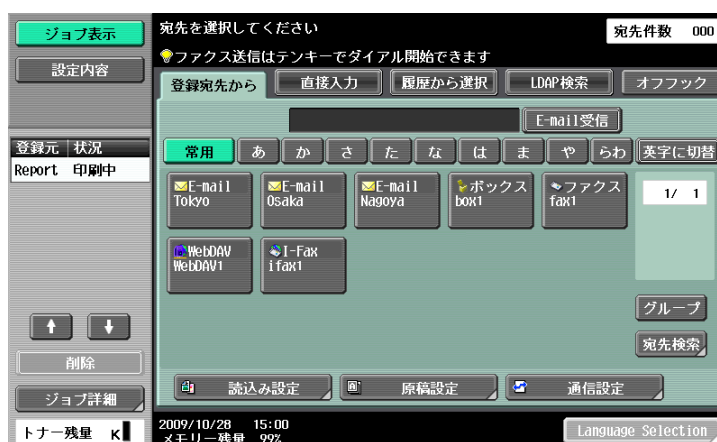 ジョブ表示
設定内容
登録元 状況
Report 印刷中
削除
ジョブ詳細
トナー残量 K
宛先を選択してください
宛先件数 000
ファクス送信はテンキーでダイアル開始できます
登録宛先から 直接入力 履歴から選択 LDAP検索 オフフック
E-mail受信
常用 あ か さ た な は ま や らわ 英字に切替
E-mail
Tokyo
E-mail
Osaka
E-mail
Nagoya
ボックス
box1
ファクス
fax1
1/ 1
WebDAV
WebDAV1
I-Fax
ifax1
グループ
宛先検索
読込み設定 原稿設定 通信設定
2009/10/28 15:00
メモリー残量 99%
Language Selection